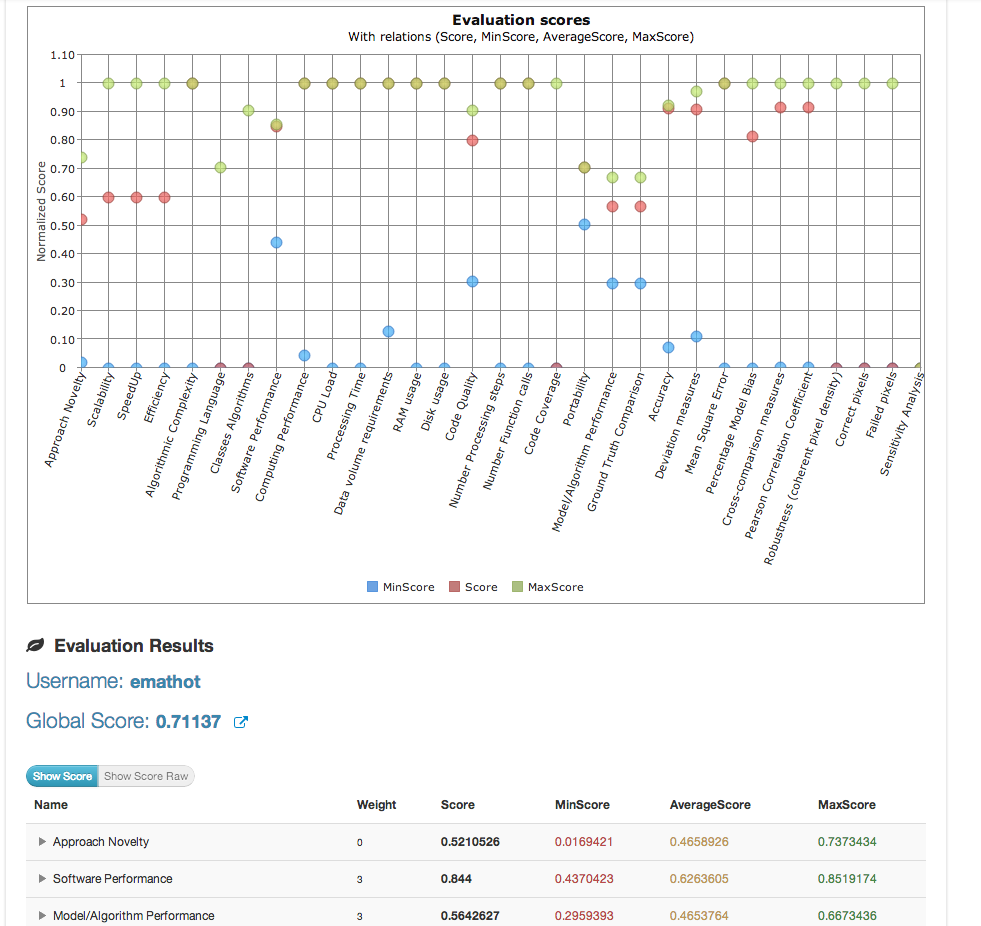 Evaluation scores
With relations (Score, MinScore, AverageScore, MaxScore)
1.10
1
0.90
0.80
0.70
0.60
0.50
0.40
0.30
0.20
0.10
0
Normalized Score
Approach Novelty
Scalability
SpeedUp
Efficiency
Algorithmic Complexity
Programming Language
Classes Algorithms
Software Performance
Computing Performance
CPU Load
Processing Time
Data volume requirements
RAM usage
Disk usage
Code Quality
Number Processing steps
Number Function calls
Code Coverage
Portability
Model/Algorithm Performance
Ground Truth Comparison
Accuracy
Deviation measures
Mean Square Error
Percentage Model Bias
Cross-comparison measures
Pearson Correlation Coefficient
Robustness (coherent pixel density)
Correct pixels
Failed pixels
Sensitivity Analysis
MinScore Score MaxScore
Evaluation Results
Username: emathot
Global Score: 0.71137
Show Score Show Score Raw
Name Weight Score MinScore AverageScore MaxScore
Approach Novelty 0 0.5210526 0.0169421 0.4658926 0.7373434
Software Performance 3 0.844 0.4370423 0.6263605 0.8519174
Model/Algorithm Performance 3 0.5642627 0.2959393 0.4653764 0.6673436